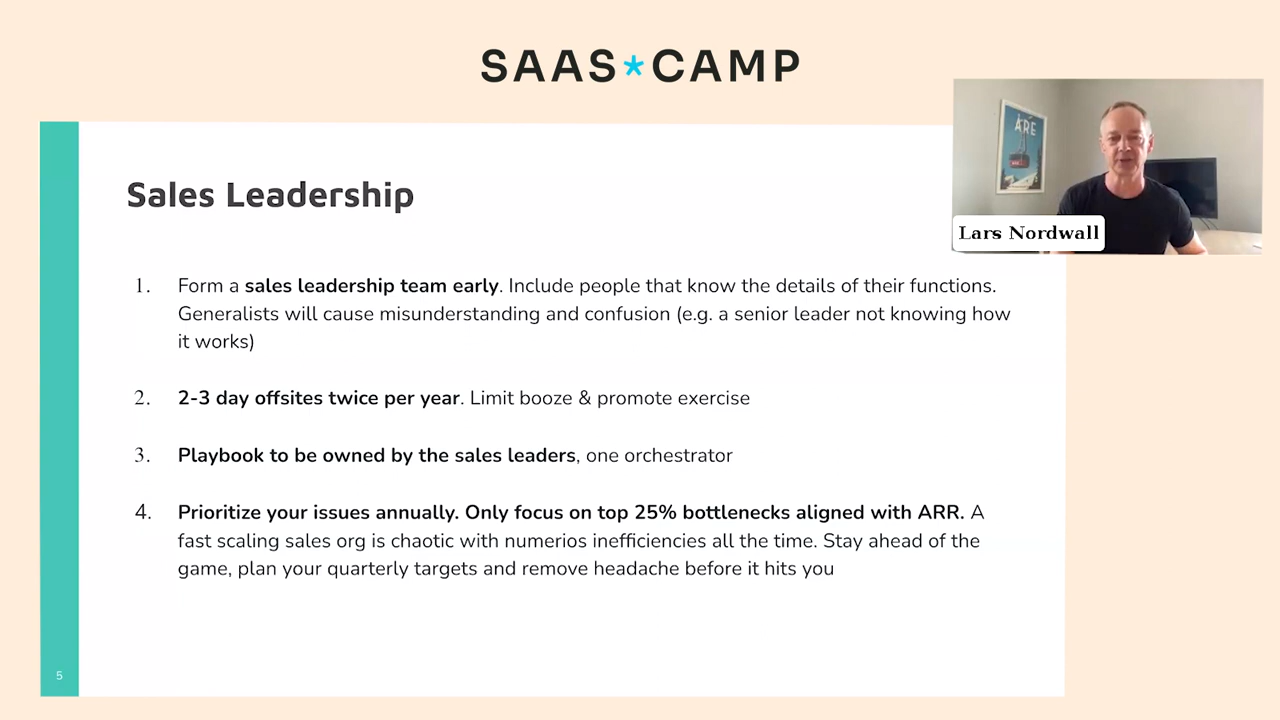 SAAS*CAMP
ARE
Lars Nordwall
Sales Leadership
1. Form a sales leadership team early. Include people that know the details of their functions.
Generalists will cause misunderstanding and confusion (e.g. a senior leader not knowing how
it works)
2. 2-3 day offsites twice per year. Limit booze & promote exercise
3. Playbook to be owned by the sales leaders, one orchestrator
4. Prioritize your issues annually. Only focus on top 25% bottlenecks aligned with ARR. A
fast scaling sales org is chaotic with numerios inefficiencies all the time. Stay ahead of the
game, plan your quarterly targets and remove headache before it hits you
5